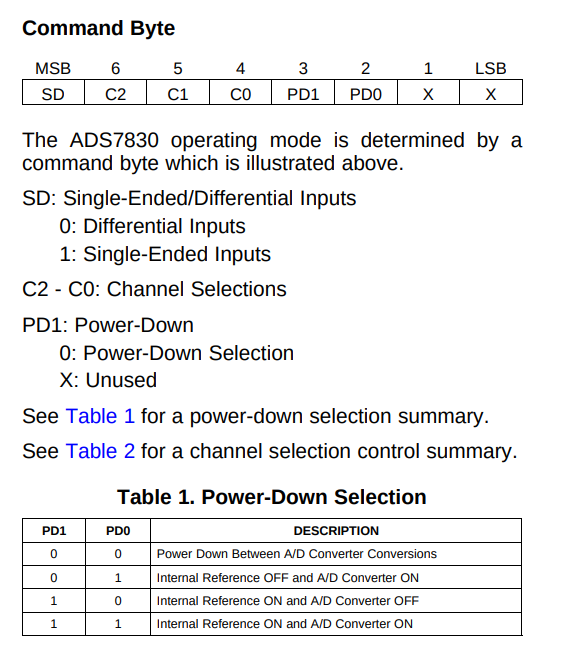 Command Byte
MSB 6 5 4 3 2 1 LSB
SD C2 C1 C0 PD1 PD0 X X
The ADS7830 operating mode is determined by a
command byte which is illustrated above.
SD: Single-Ended/Differential Inputs
0: Differential Inputs
1: Single-Ended Inputs
C2 - C0: Channel Selections
PD1: Power-Down
0: Power-Down Selection
X: Unused
See Table 1 for a power-down selection summary.
See Table 2 for a channel selection control summary.
Table 1. Power-Down Selection
PD1 PD0 DESCRIPTION
0 0 Power Down Between A/D Converter Conversions
0 1 Internal Reference OFF and A/D Converter ON
1 0 Internal Reference ON and A/D Converter OFF
1 1 Internal Reference ON and A/D Converter ON